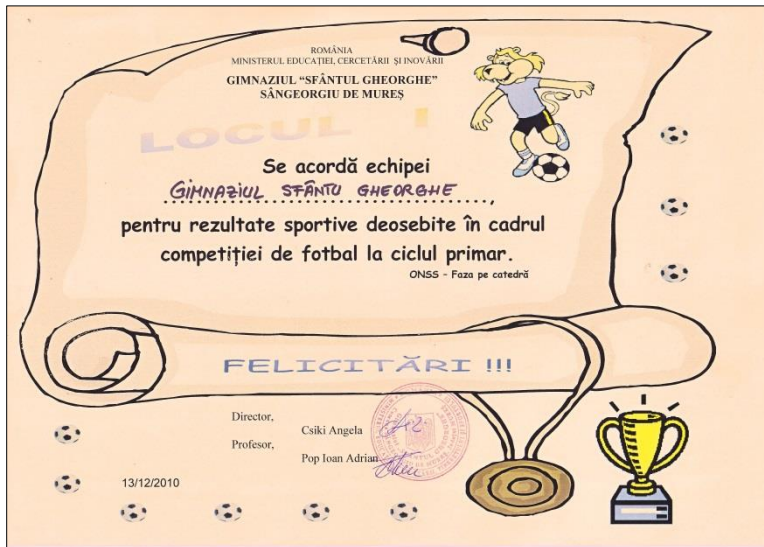 ROMÂNIA
MINISTERUL EDUCAȚIEI, CERCETĂRII ȘI INOVĂRII
GIMNAZIUL "SFÂNTUL GHEORGHE"
SÂNGEORGIU DE MUREȘ
LOCUL I
Se acordă echipei
GIMNAZIUL SFÂNTU GHEORGHE
pentru rezultate sportive deosebite în cadrul
competiției de fotbal la ciclul primar.
ONSS - Faza pe catedră
FELICITĂRI !!!
Director,
Csiki Angela
Profesor,
Pop Ioan Adrian
13/12/2010